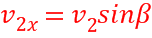 v₂ₓ = v₂sinβ